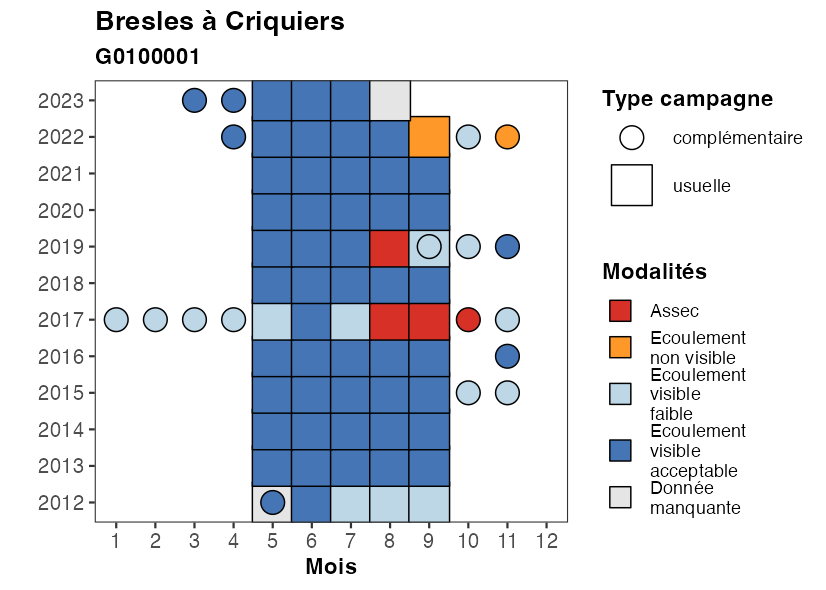 Bresles à Criquiers
G0100001
2023
2022
2021
2020
2019
2018
2017
2016
2015
2014
2013
2012
1 2 3 4 5 6 7 8 9 10 11 12
Mois
Type campagne
complémentaire
usuelle
Modalités
Assec
Ecoulement
non visible
Ecoulement
visible
faible
Ecoulement
visible
acceptable
Donnée
manquante